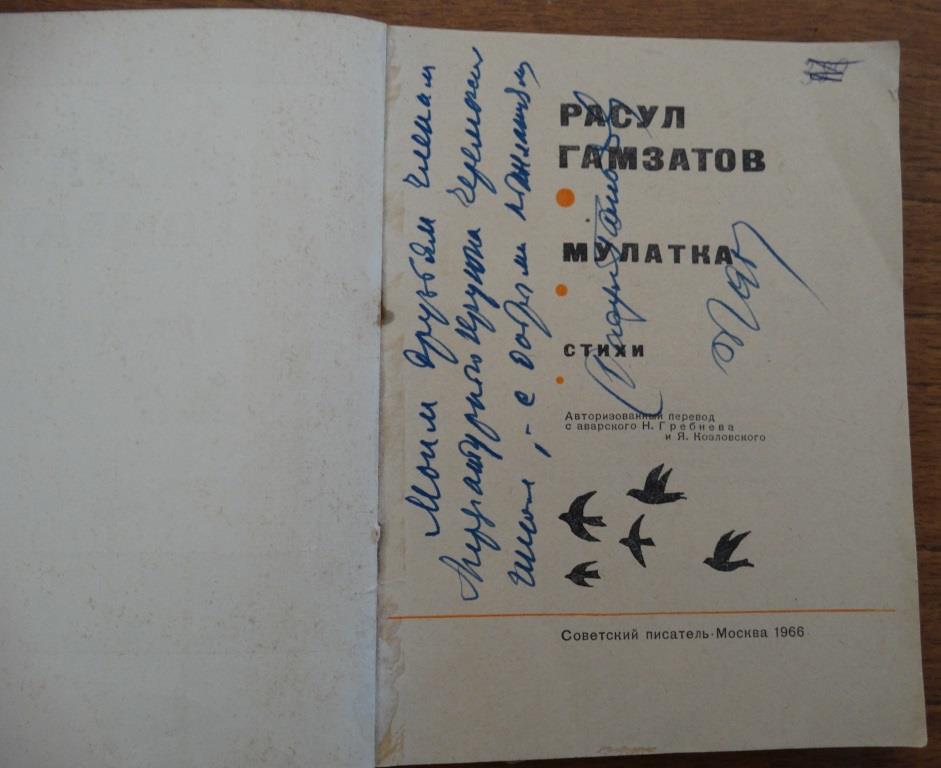 РАСУЛ
ГАМЗАТОВ
МУЛАТКА
СТИХИ
Авторизованный перевод
с аварского Н. Гребнева
и Я. Козловского
Советский писатель · Москва 1966
Моим друзьям членам
Литературного кружка
школы, – с добрыми